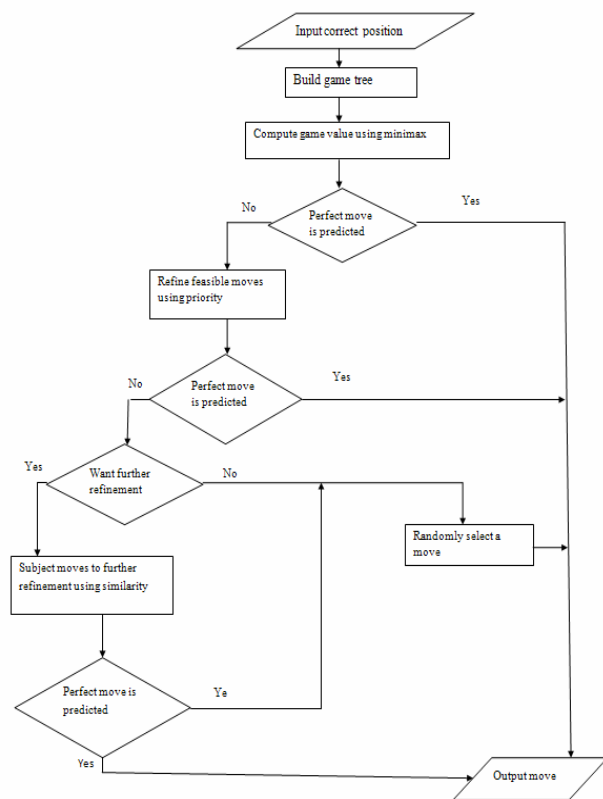 Input correct position
Build game tree
Compute game value using minimax
No
Yes
Perfect move
is predicted
Refine feasible moves
using priority
No
Perfect move
is predicted
Yes
Yes
Want further
refinement
No
Randomly select a
move
Subject moves to further
refinement using similarity
Perfect move is
predicted
Ye
Yes
Output move